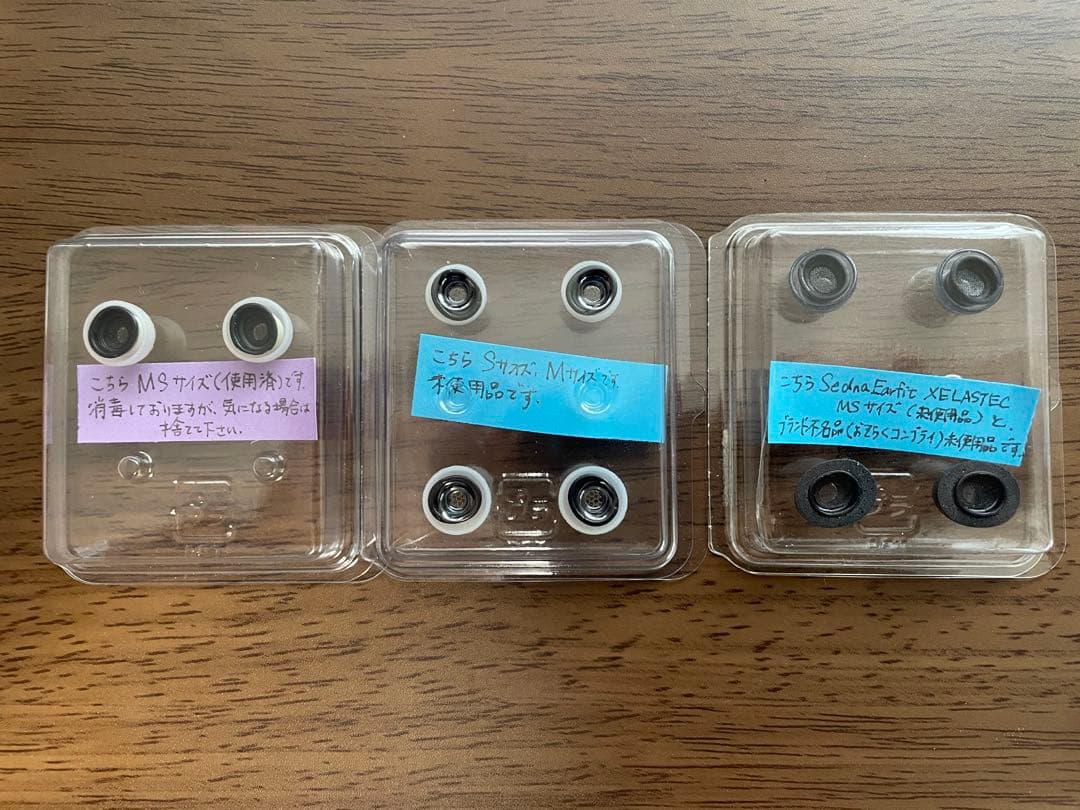 こちら MSサイズ(使用済)です.
消毒しておりますが、気になる場合は
捨てて下さい.
こちら Sサイズ, Mサイズです.
未使用品です.
こちら Sedna Earfit XELASTEC
MSサイズ(未使用品)と,
ブランド不名品(おそらくコンプライ)未使用品です.